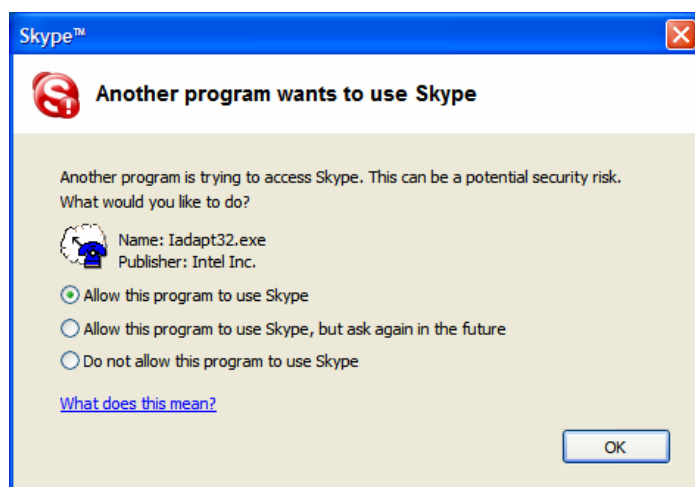 Skype™
Another program wants to use Skype
Another program is trying to access Skype. This can be a potential security risk.
What would you like to do?
Name: Iadapt32.exe
Publisher: Intel Inc.
Allow this program to use Skype
Allow this program to use Skype, but ask again in the future
Do not allow this program to use Skype
What does this mean?
OK